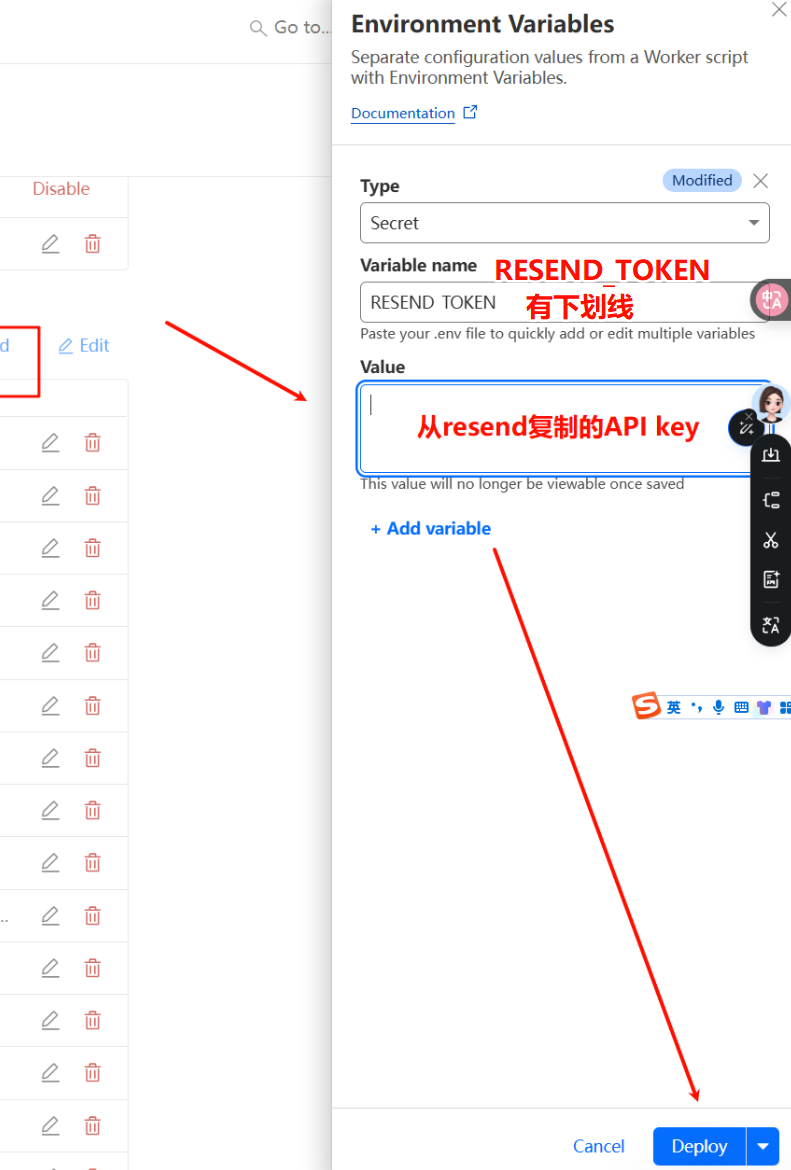 Go to...
Environment Variables
Separate configuration values from a Worker script
with Environment Variables.
Documentation
Disable
Modified
Type
Secret
Variable name
RESEND_TOKEN
RESEND TOKEN
有下划线
Paste your .env file to quickly add or edit multiple variables
d
Edit
Value
从resend复制的API key
This value will no longer be viewable once saved
+ Add variable
英
...
Cancel
Deploy